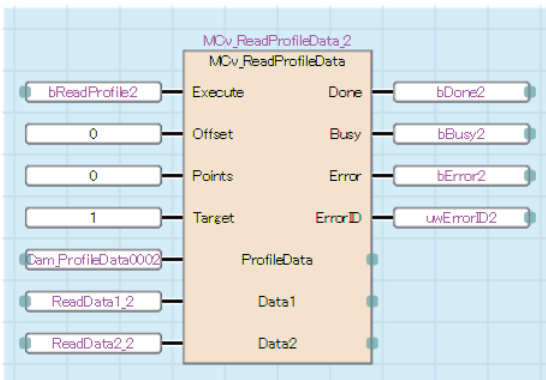 MCv_ReadProfileData_2
MCv_ReadProfileData
bReadProfile2 Execute Done bDone2
0 Offset Busy bBusy2
0 Points Error bError2
1 Target ErrorID uwErrorID2
Cam_ProfileData0002 ProfileData
ReadData1_2 Data1
ReadData2_2 Data2